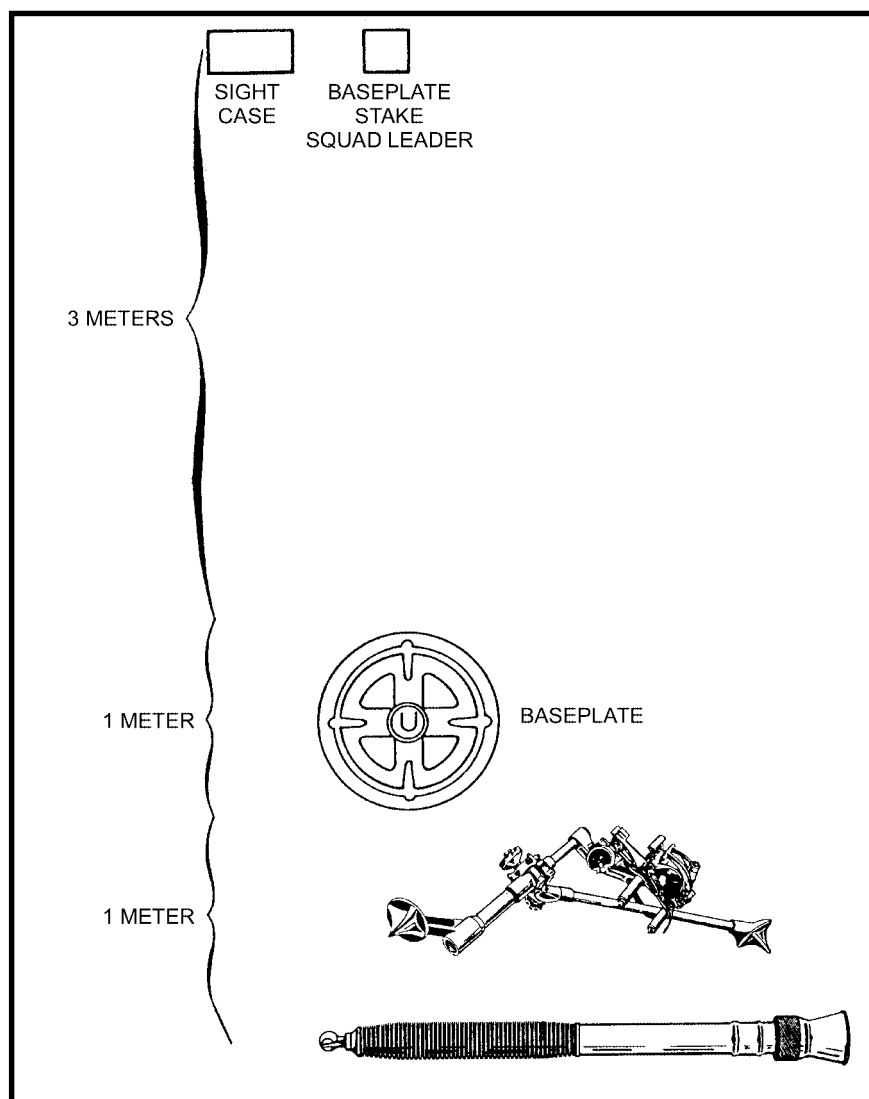 SIGHT
CASE
BASEPLATE
STAKE
SQUAD LEADER
3 METERS
1 METER
U
BASEPLATE
1 METER